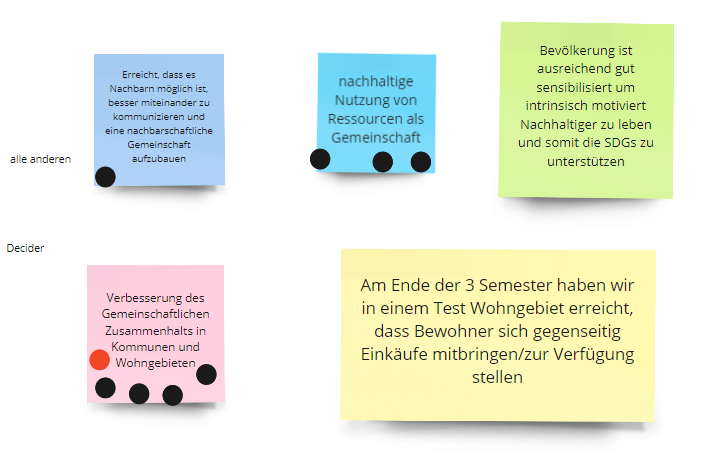 Erreicht, dass es
Nachbarn möglich ist,
besser miteinander zu
kommunizieren und
eine nachbarschaftliche
Gemeinschaft
aufzubauen
nachhaltige
Nutzung von
Ressourcen als
Gemeinschaft
Bevölkerung ist
ausreichend gut
sensibilisiert um
intrinsisch motiviert
Nachhaltiger zu leben
und somit die SDGs zu
unterstützen
alle anderen
Decider
Verbesserung des
Gemeinschaftlichen
Zusammenhalts in
Kommunen und
Wohngebieten
Am Ende der 3 Semester haben wir
in einem Test Wohngebiet erreicht,
dass Bewohner sich gegenseitig
Einkäufe mitbringen/zur Verfügung
stellen